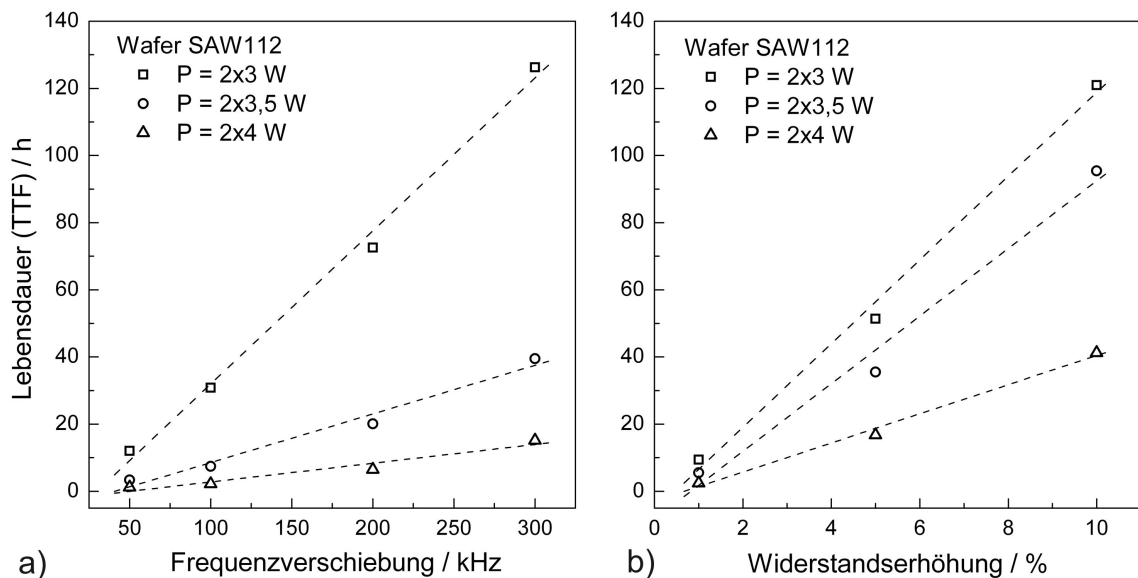 140
120
100
80
60
40
20
0
Lebensdauer (TTF) / h
Wafer SAW112
P = 2x3 W
P = 2x3,5 W
P = 2x4 W
50 100 150 200 250 300
a) Frequenzverschiebung / kHz
140
120
100
80
60
40
20
0
Wafer SAW112
P = 2x3 W
P = 2x3,5 W
P = 2x4 W
0 2 4 6 8 10
b) Widerstandserhöhung / %